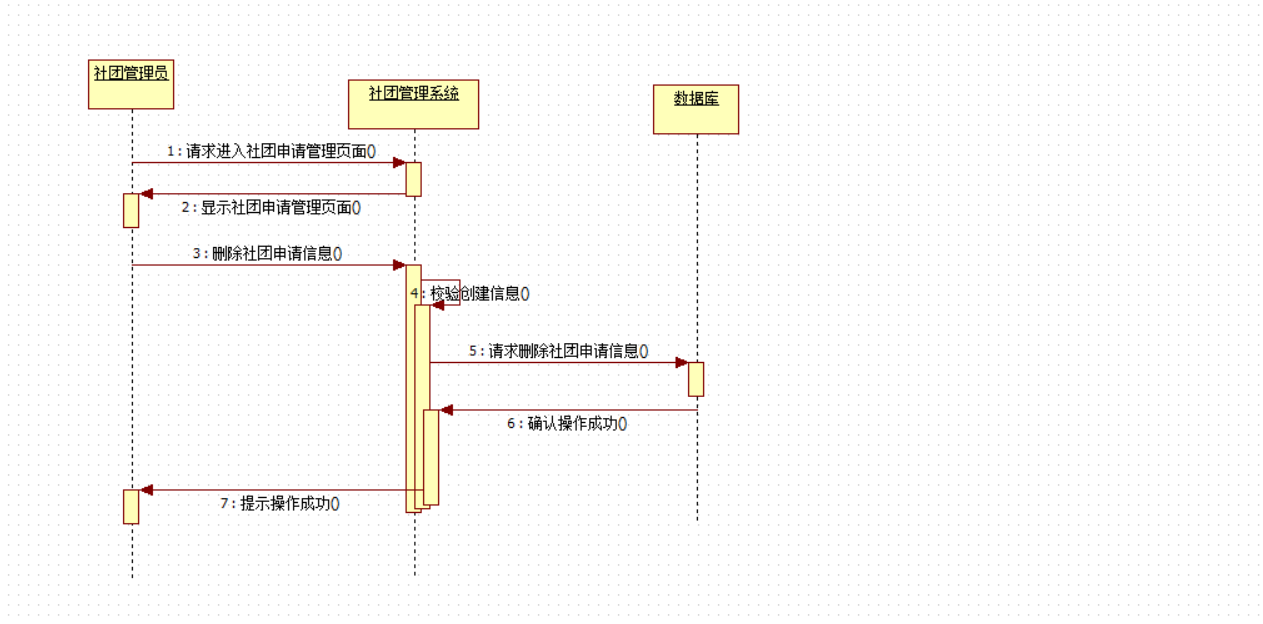 社团管理员
社团管理系统
数据库
1：请求进入社团申请管理页面()
2：显示社团申请管理页面()
3：删除社团申请信息()
4：校验创建信息()
5：请求删除社团申请信息()
6：确认操作成功()
7：提示操作成功()